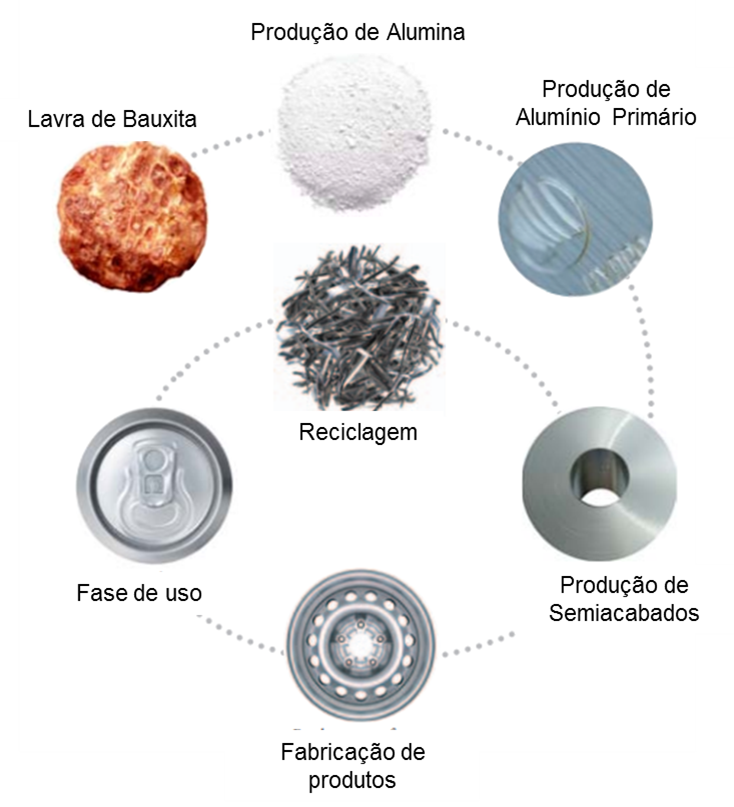 Produção de Alumina
Produção de
Alumínio Primário
Lavra de Bauxita
Reciclagem
Fase de uso
Produção de
Semiacabados
Fabricação de
produtos